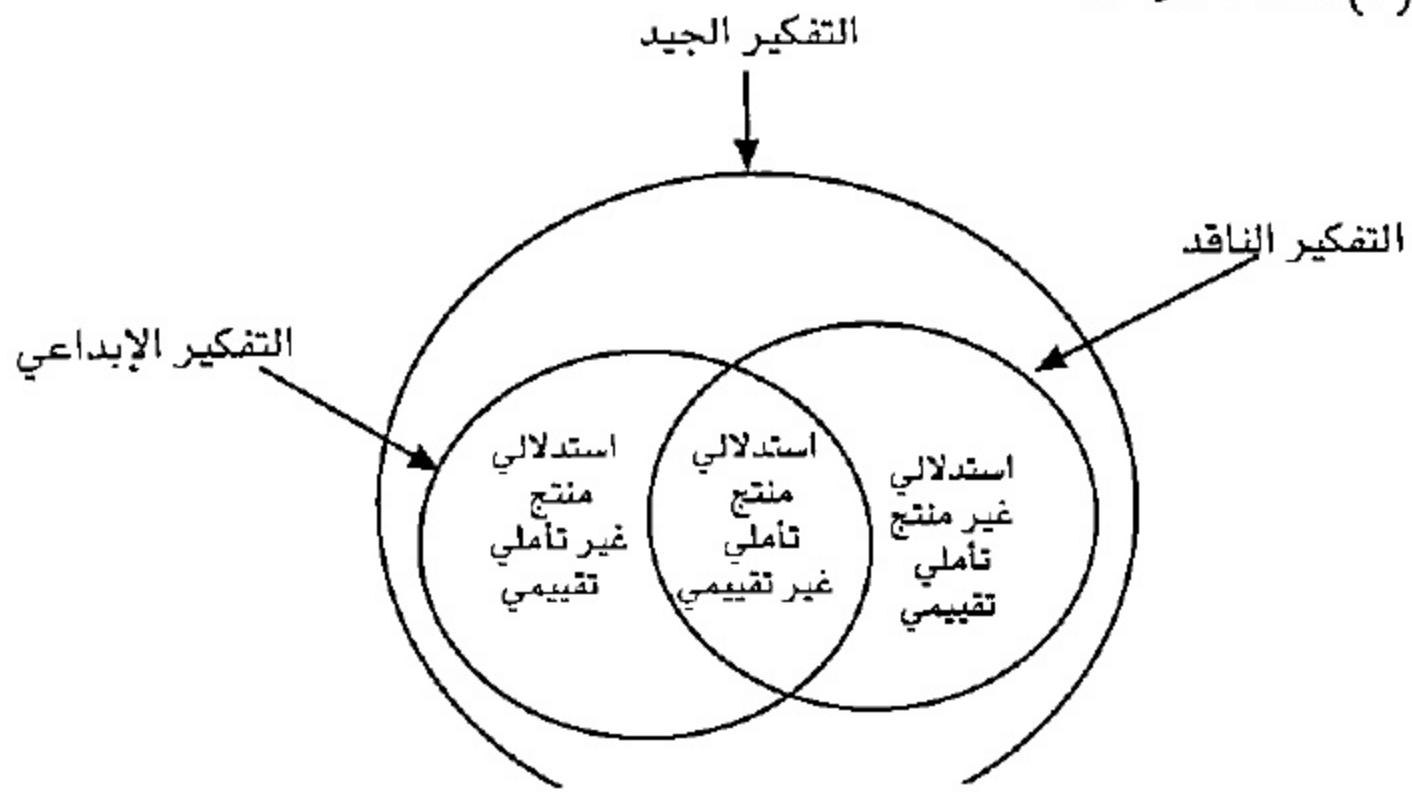 التفكير الجيد
التفكير الناقد
التفكير الإبداعي
استدلالي
غير منتج
تأملي
تقييمي
استدلالي
منتج
تأملي
غير تقييمي
استدلالي
منتج
غير تأملي
تقييمي